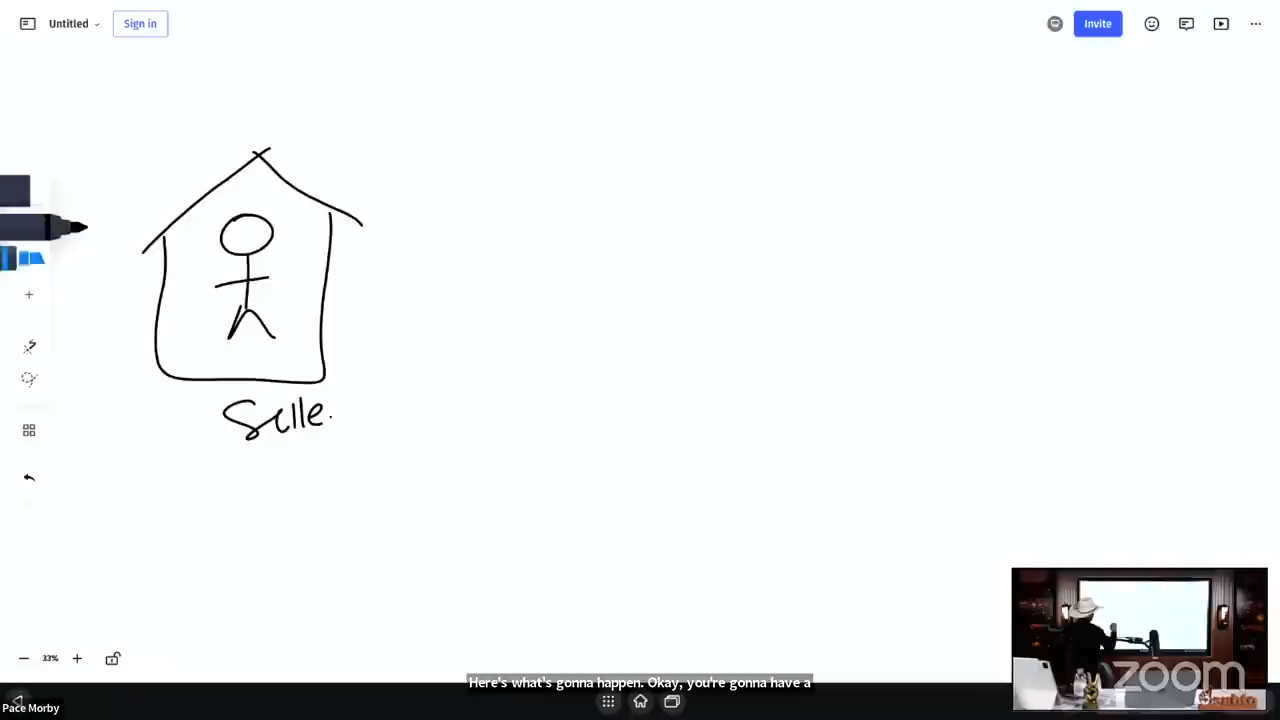 Untitled
Sign in
Invite
Selle.
33%
Here's what's gonna happen. Okay, you're gonna have a
zoom
Pace Morby